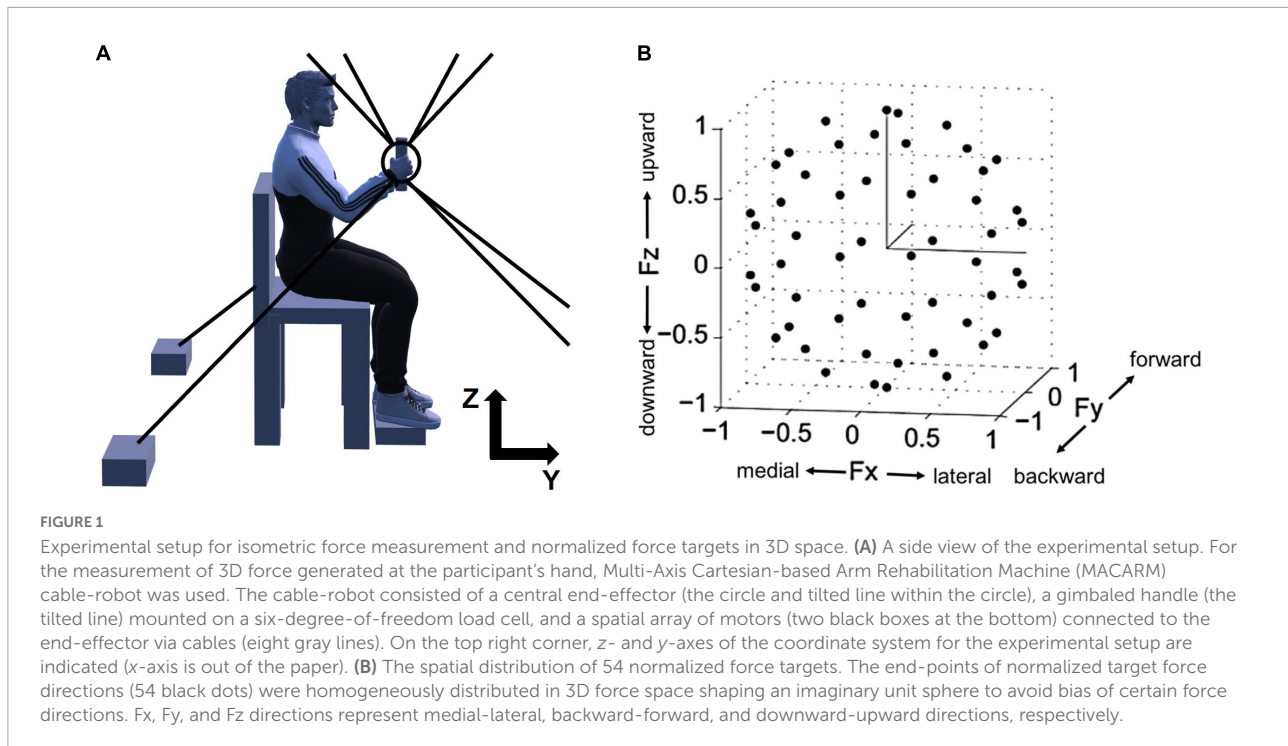 A
B
Z
Y
1
0.5
0
−0.5
−1
upward
Fz
downward
−1
−0.5
0
0.5
1
medial
Fx
lateral
−1
0
1
Fy
forward
backward
FIGURE 1
Experimental setup for isometric force measurement and normalized force targets in 3D space. (A) A side view of the experimental setup. For
the measurement of 3D force generated at the participant's hand, Multi-Axis Cartesian-based Arm Rehabilitation Machine (MACARM)
cable-robot was used. The cable-robot consisted of a central end-effector (the circle and tilted line within the circle), a gimbaled handle (the
tilted line) mounted on a six-degree-of-freedom load cell, and a spatial array of motors (two black boxes at the bottom) connected to the
end-effector via cables (eight gray lines). On the top right corner, z- and y-axes of the coordinate system for the experimental setup are
indicated (x-axis is out of the paper). (B) The spatial distribution of 54 normalized force targets. The end-points of normalized target force
directions (54 black dots) were homogeneously distributed in 3D force space shaping an imaginary unit sphere to avoid bias of certain force
directions. Fx, Fy, and Fz directions represent medial-lateral, backward-forward, and downward-upward directions, respectively.